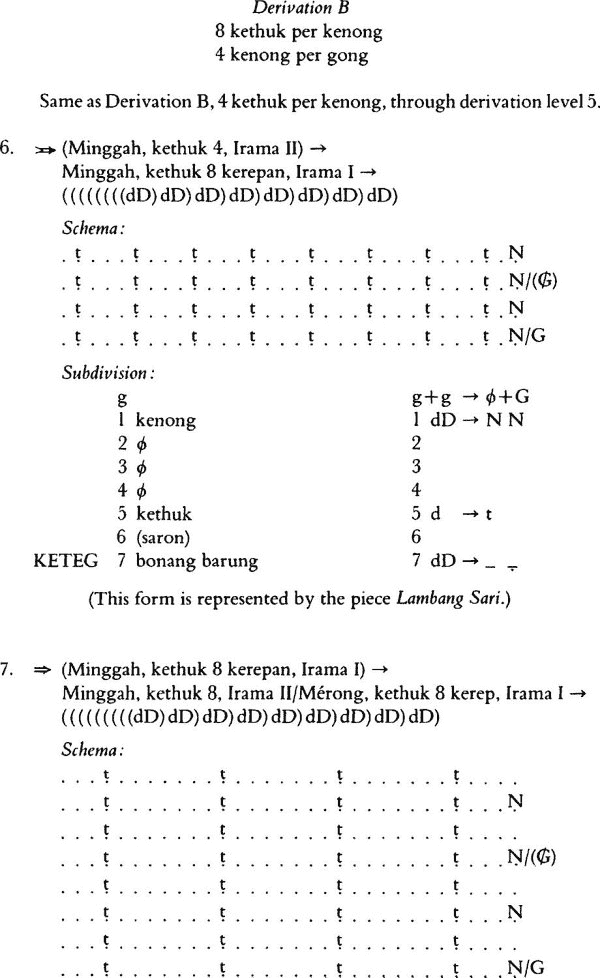 Derivation B
8 kethuk per kenong
4 kenong per gong
Same as Derivation B, 4 kethuk per kenong, through derivation level 5.
6. ⤔ (Minggah, kethuk 4, Irama II) →
Minggah, kethuk 8 kerepan, Irama I →
((((((((dD) dD) dD) dD) dD) dD) dD) dD)
Schema:
. ṭ . . . ṭ . . . ṭ . . . ṭ . . . ṭ . . . ṭ . . . ṭ . . . ṭ . Ṇ
. ṭ . . . ṭ . . . ṭ . . . ṭ . . . ṭ . . . ṭ . . . ṭ . . . ṭ . Ṇ/(G̸)
. ṭ . . . ṭ . . . ṭ . . . ṭ . . . ṭ . . . ṭ . . . ṭ . . . ṭ . Ṇ
. ṭ . . . ṭ . . . ṭ . . . ṭ . . . ṭ . . . ṭ . . . ṭ . . . ṭ . Ṇ/G
Subdivision:
g g+g → ϕ+G
1 kenong 1 dD → N N
2 ϕ 2
3 ϕ 3
4 ϕ 4
5 kethuk 5 d → t
6 (saron) 6
KETEG 7 bonang barung 7 dD → _ _̣
(This form is represented by the piece Lambang Sari.)
7. ⇒ (Minggah, kethuk 8 kerepan, Irama I) →
Minggah, kethuk 8, Irama II/Mérong, kethuk 8 kerep, Irama I →
(((((((((dD) dD) dD) dD) dD) dD) dD) dD) dD)
Schema:
. . . ṭ . . . . . . . ṭ . . . . . . . ṭ . . . . . . . ṭ . . . .
. . . ṭ . . . . . . . ṭ . . . . . . . ṭ . . . . . . . ṭ . . . Ṇ
. . . ṭ . . . . . . . ṭ . . . . . . . ṭ . . . . . . . ṭ . . . .
. . . ṭ . . . . . . . ṭ . . . . . . . ṭ . . . . . . . ṭ . . . Ṇ/(G̸)
. . . ṭ . . . . . . . ṭ . . . . . . . ṭ . . . . . . . ṭ . . . .
. . . ṭ . . . . . . . ṭ . . . . . . . ṭ . . . . . . . ṭ . . . Ṇ
. . . ṭ . . . . . . . ṭ . . . . . . . ṭ . . . . . . . ṭ . . . .
. . . ṭ . . . . . . . ṭ . . . . . . . ṭ . . . . . . . ṭ . . . Ṇ/G